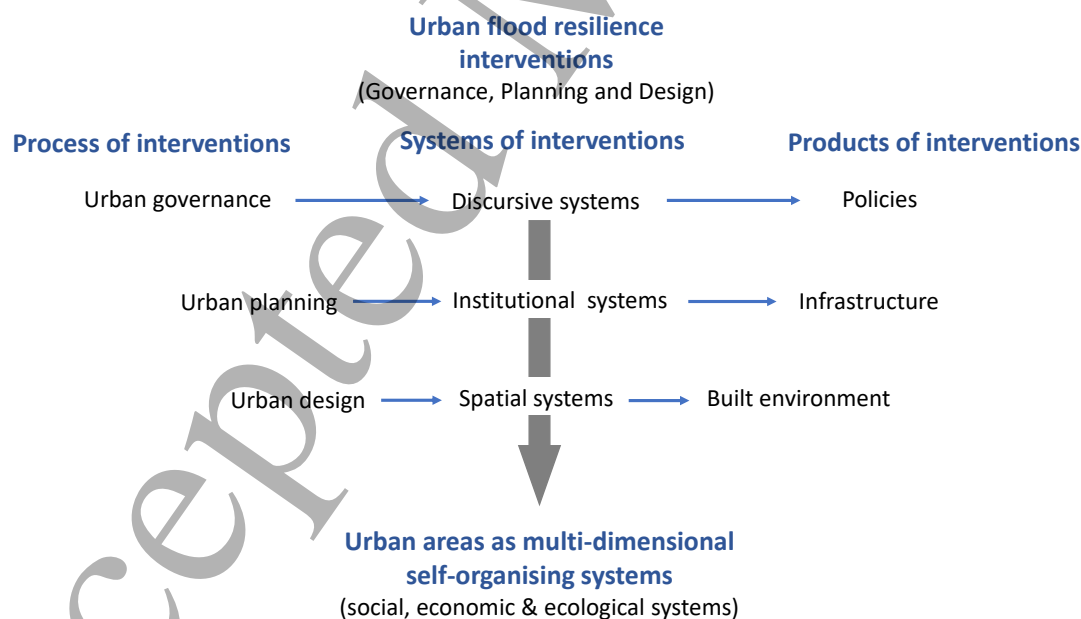 Urban flood resilience
interventions
(Governance, Planning and Design)
Process of interventions
Systems of interventions
Products of interventions
Urban governance
Discursive systems
Policies
Urban planning
Institutional systems
Infrastructure
Urban design
Spatial systems
Built environment
Urban areas as multi-dimensional
self-organising systems
(social, economic & ecological systems)
cepted M